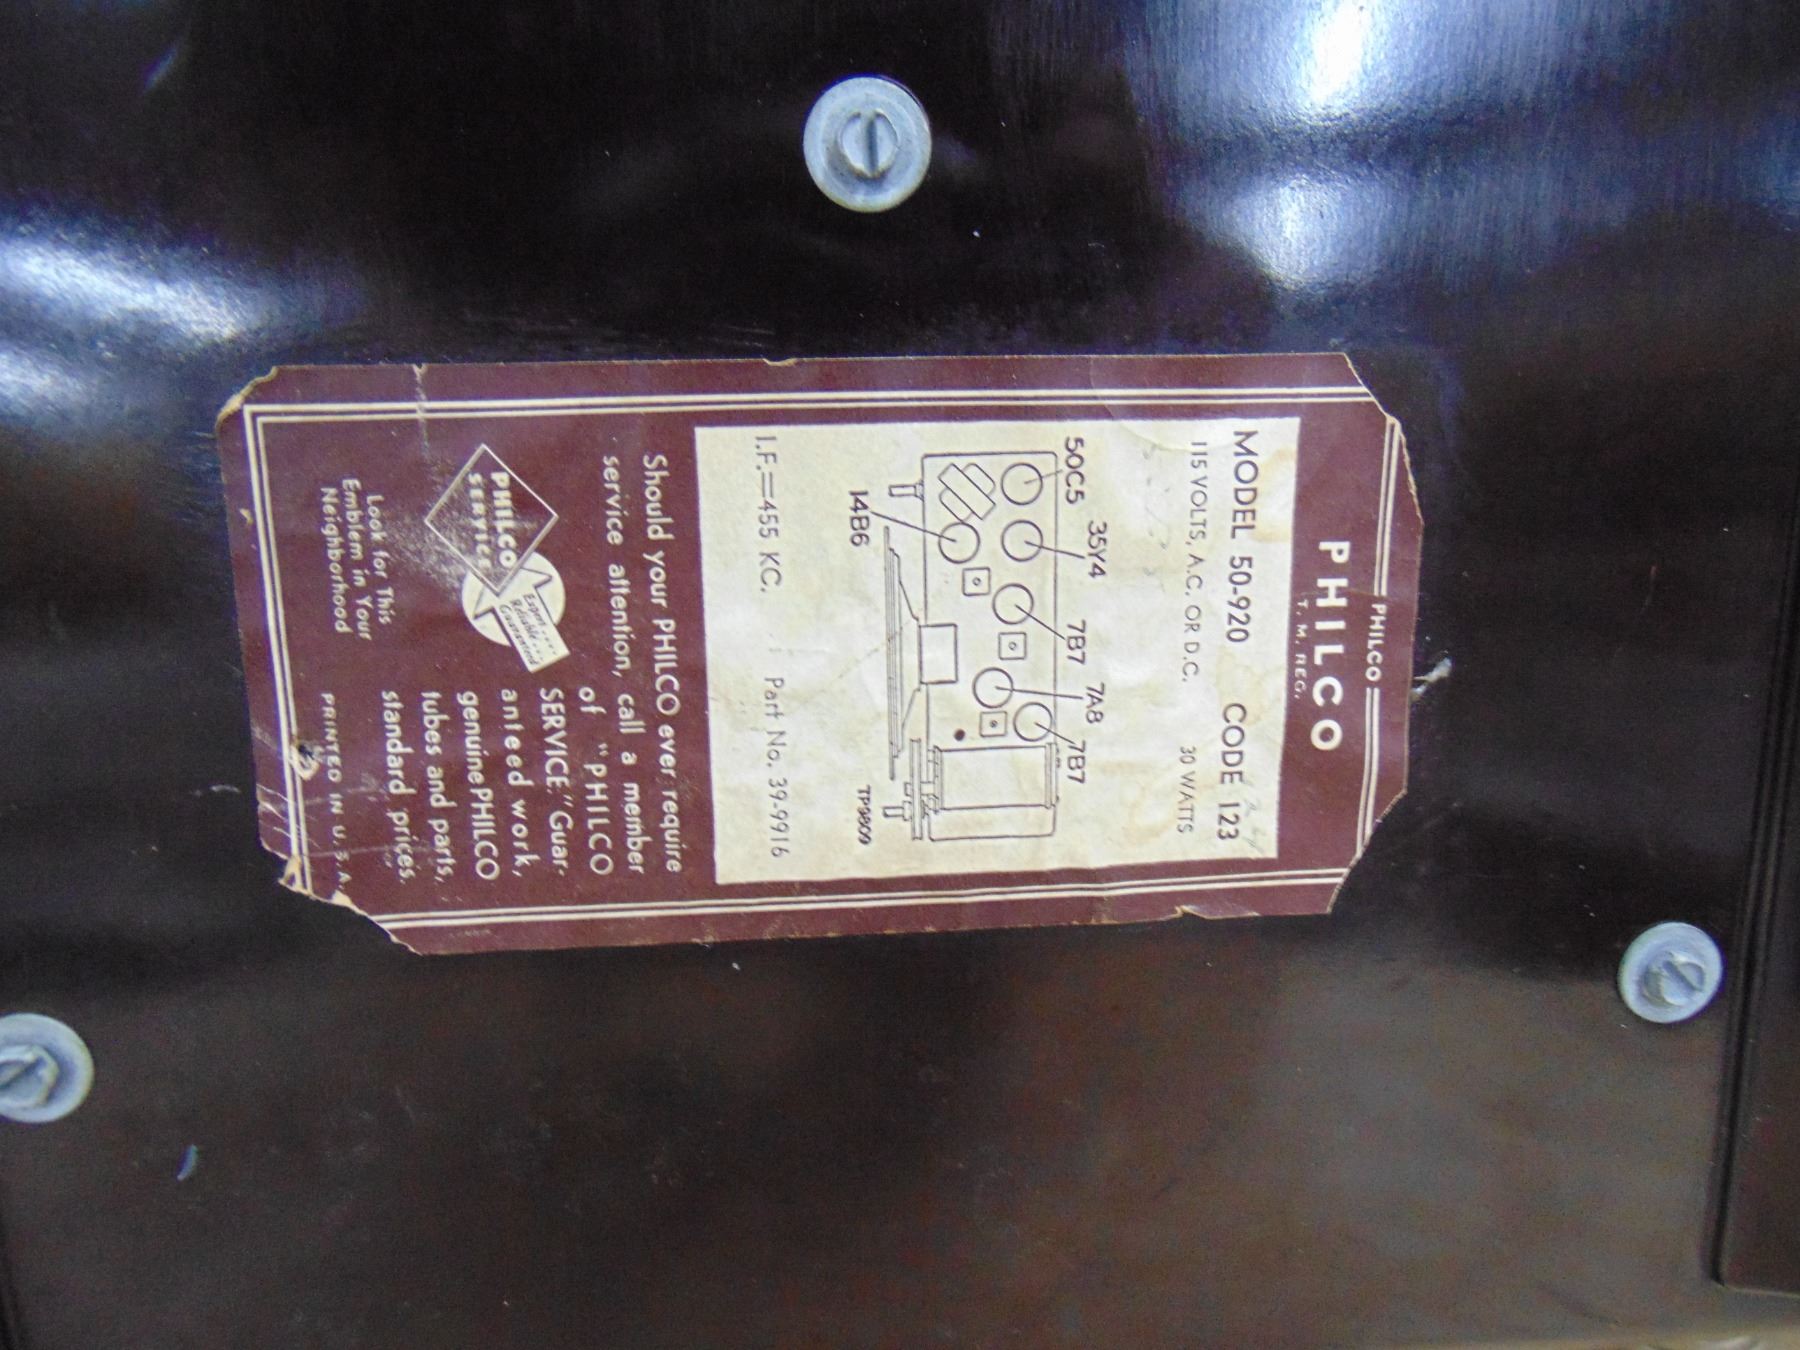 PHILCO
PHILCO
T. M. REG.
MODEL 50-920 CODE 123
115 VOLTS, A.C. OR D.C. 30 WATTS
50C5
35Y4
7B7
7A8
7B7
14B6
TP9809
I.F.=455 KC. Part No. 39-9916
Should your PHILCO ever require
service attention, call a member
of "PHILCO
SERVICE." Guar-
anteed work,
genuine PHILCO
tubes and parts,
standard prices.
PHILCO
SERVICE
Expert....
Reliable...
Guaranteed
Look for This
Emblem in Your
Neighborhood
PRINTED IN U.S.A.